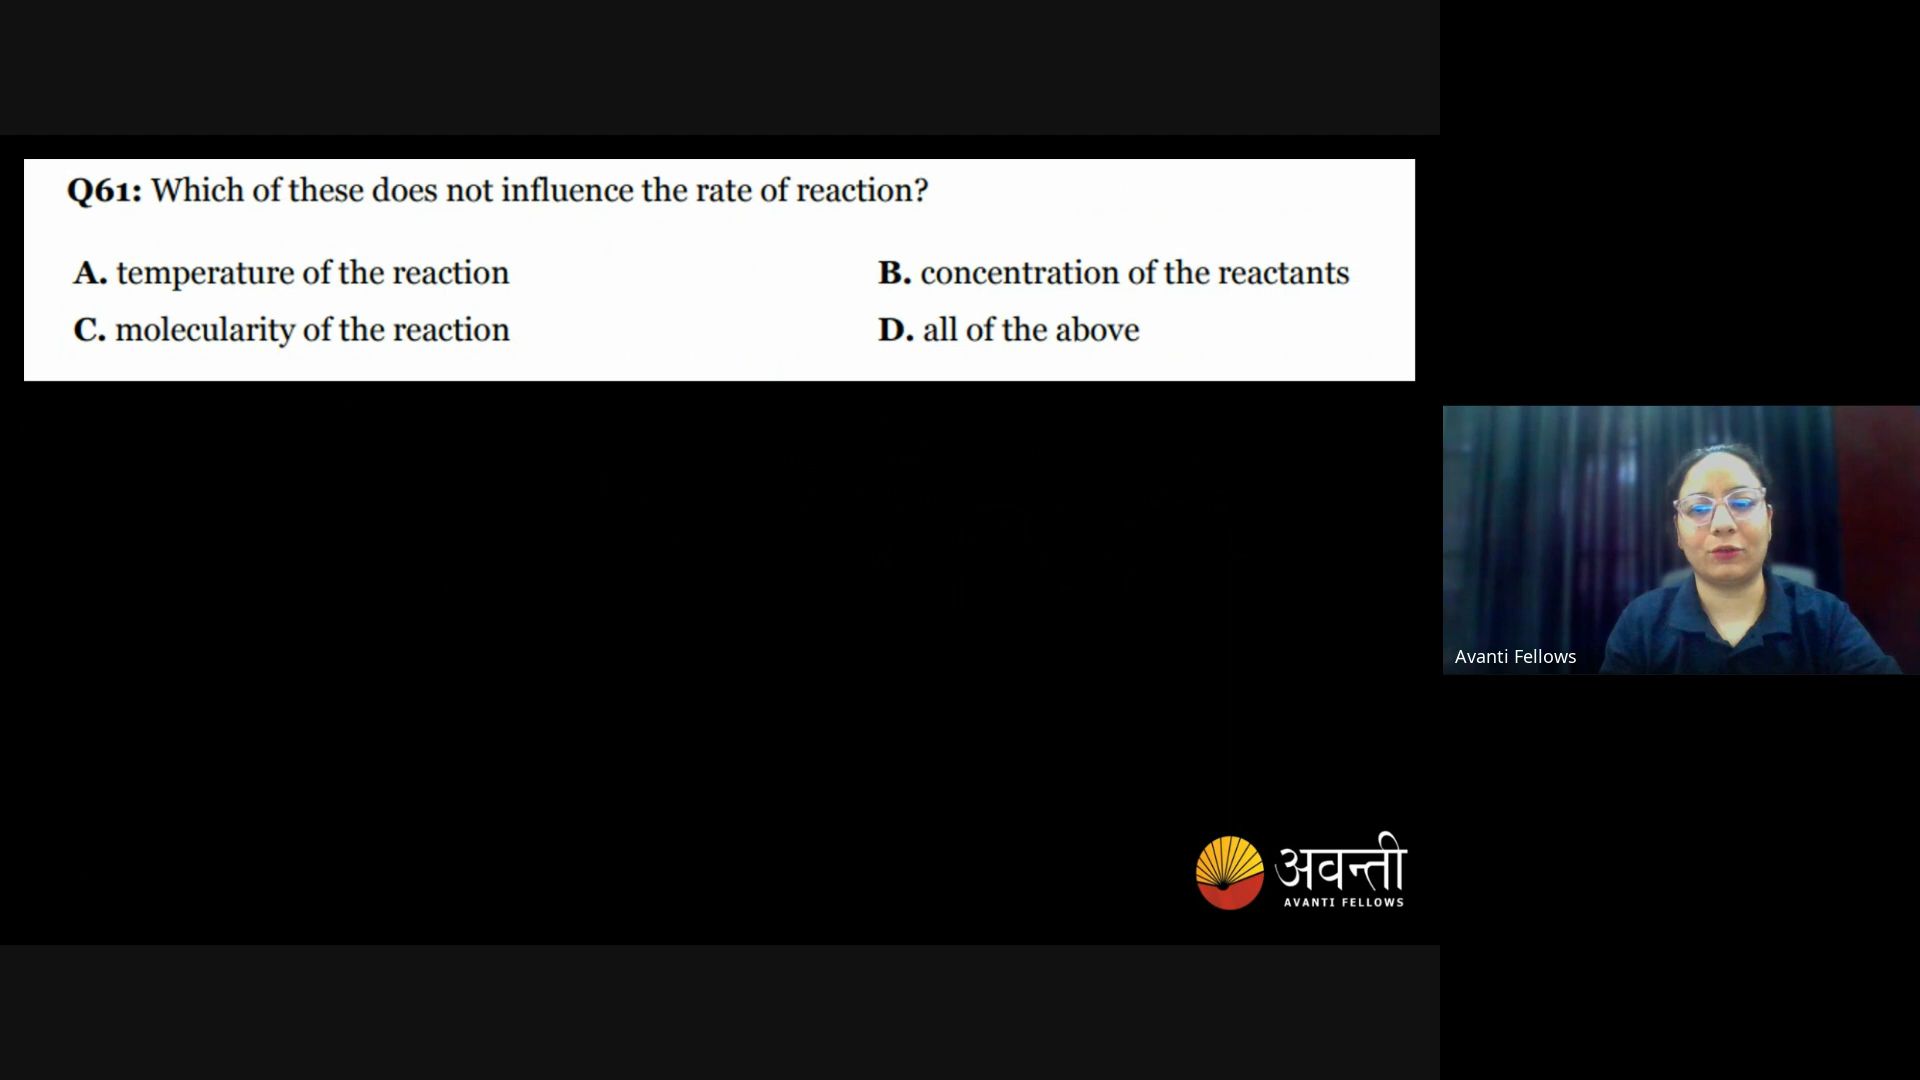 Q61: Which of these does not influence the rate of reaction?
A. temperature of the reaction
B. concentration of the reactants
C. molecularity of the reaction
D. all of the above
Avanti Fellows
अवन्ती
AVANTI FELLOWS